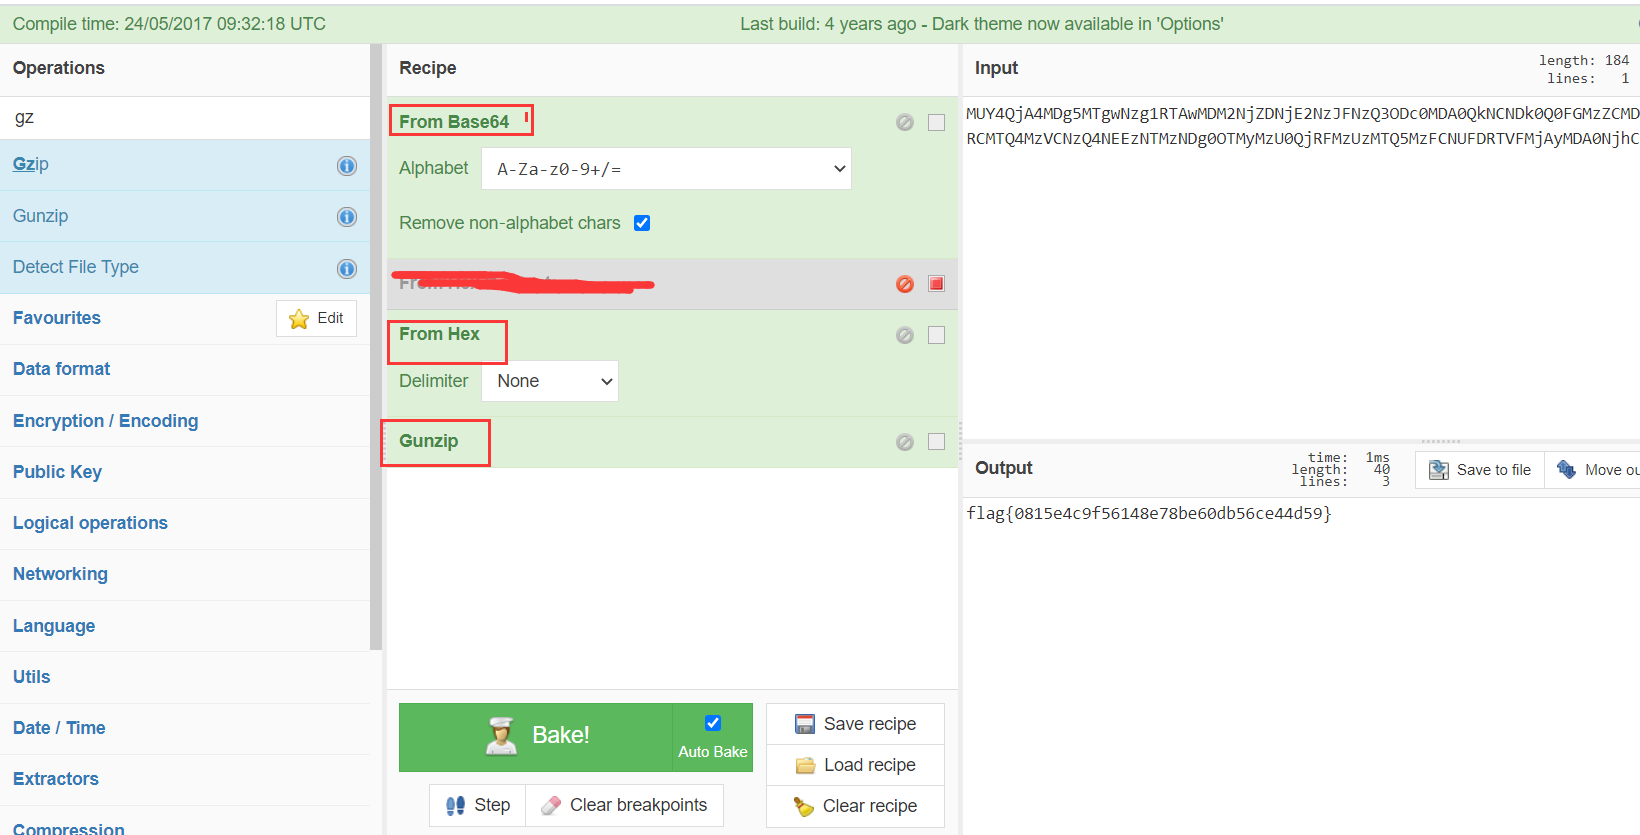 Compile time: 24/05/2017 09:32:18 UTC
Last build: 4 years ago - Dark theme now available in 'Options'
Operations
gz
Gzip
Gunzip
Detect File Type
Favourites
Edit
Data format
Encryption / Encoding
Public Key
Logical operations
Networking
Language
Utils
Date / Time
Extractors
Compression
Recipe
From Base64
Alphabet
A-Za-z0-9+/=
Remove non-alphabet chars
From Hex
Delimiter
None
Gunzip
Bake!
Auto Bake
Step
Clear breakpoints
Save recipe
Load recipe
Clear recipe
Input
length: 184
lines: 1
MUY4QjA4MDg5MTgwNzg1RTAwMDM2NjZDNjE2NzJFNzQ3ODc0MDA0QkNCNDk0Q0FGMzZCMD
RCMTQ4MzVCNzQ4NEEzNTMzNDg0OTMyMzU0QjRFMzUzMTQ5MzFCNUFDRTVFMjAyMDA0NjhC
Output
time: 1ms
length: 40
lines: 3
Save to file
Move ou
flag{0815e4c9f56148e78be60db56ce44d59}